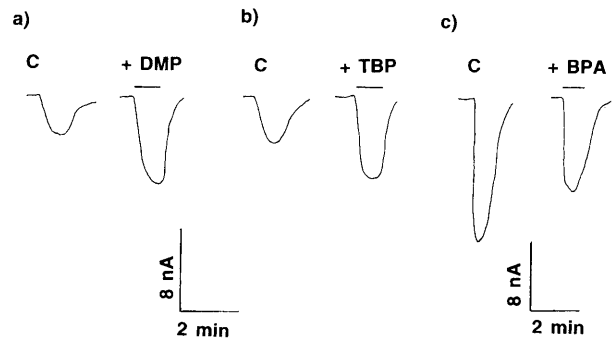 a)
b)
c)
C
+ DMP
C
+ TBP
C
+ BPA
8 nA
2 min
8 nA
2 min